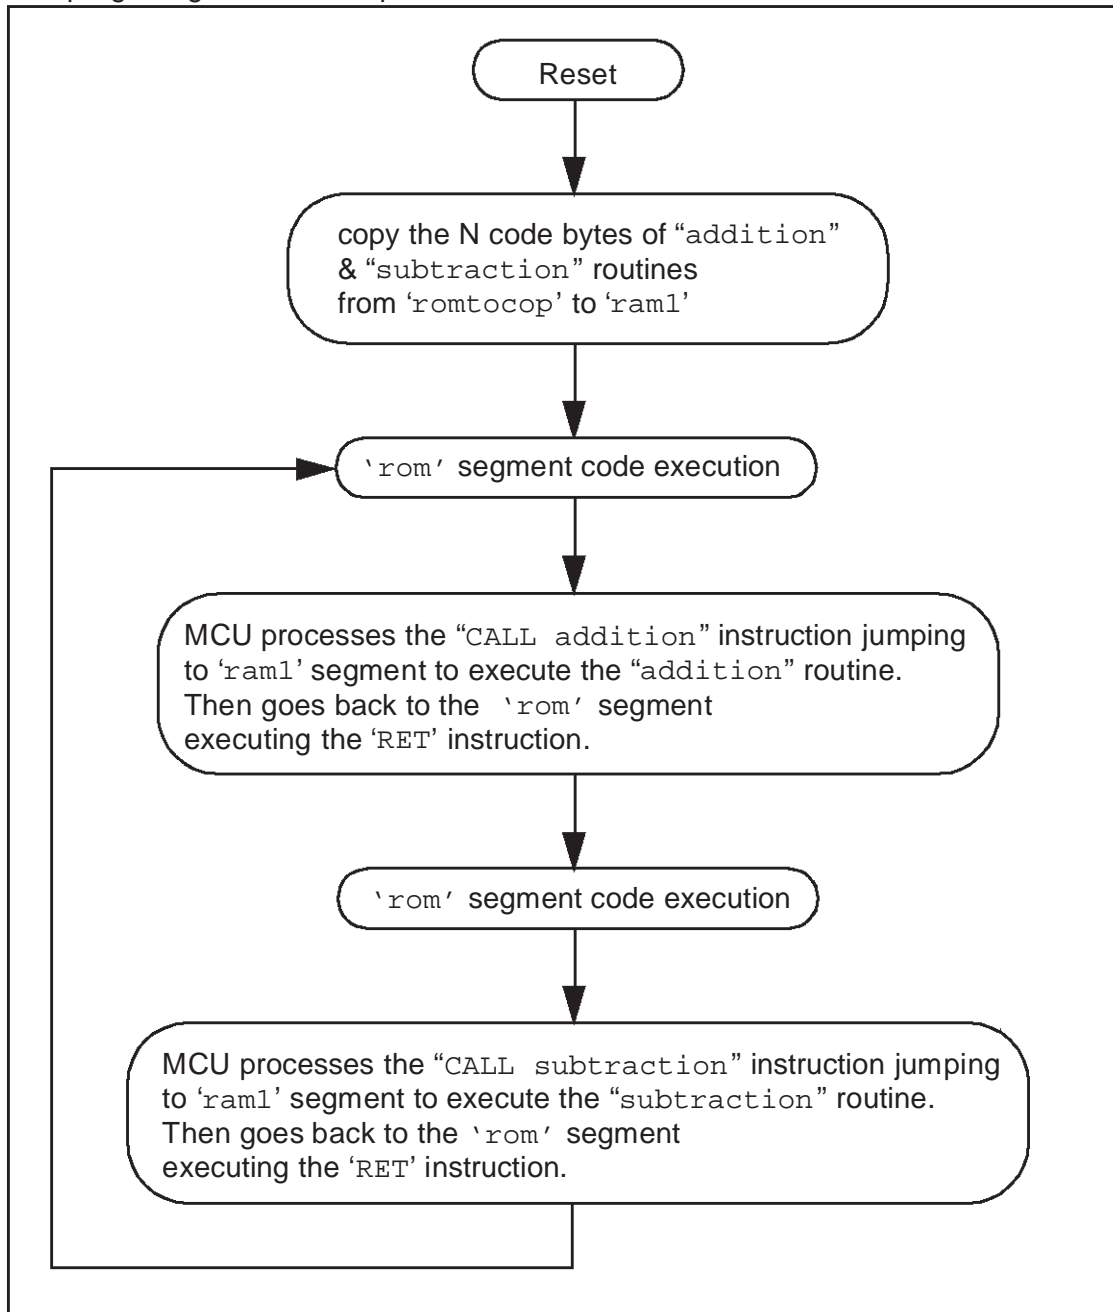 Reset
copy the N code bytes of “addition”
& “subtraction” routines
from ‘romtocop’ to ‘ram1’
‘rom’ segment code execution
MCU processes the “CALL addition” instruction jumping
to ‘ram1’ segment to execute the “addition” routine.
Then goes back to the ‘rom’ segment
executing the ‘RET’ instruction.
‘rom’ segment code execution
MCU processes the “CALL subtraction” instruction jumping
to ‘ram1’ segment to execute the “subtraction” routine.
Then goes back to the ‘rom’ segment
executing the ‘RET’ instruction.